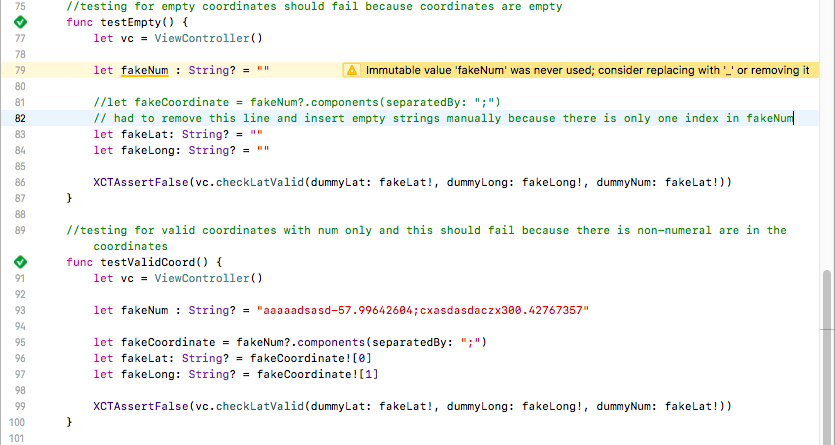 75 //testing for empty coordinates should fail because coordinates are empty
func testEmpty() {
77 let vc = ViewController()
78
79 let fakeNum : String? = "" Immutable value 'fakeNum' was never used; consider replacing with '_' or removing it
80
81 //let fakeCoordinate = fakeNum?.components(separatedBy: ";")
82 // had to remove this line and insert empty strings manually because there is only one index in fakeNum
83 let fakeLat: String? = ""
84 let fakeLong: String? = ""
85
86 XCTAssertFalse(vc.checkLatValid(dummyLat: fakeLat!, dummyLong: fakeLong!, dummyNum: fakeLat!))
87 }
88
89 //testing for valid coordinates with num only and this should fail because there is non-numeral are in the
coordinates
func testValidCoord() {
91 let vc = ViewController()
92
93 let fakeNum : String? = "aaaaadsasd-57.99642604;cxasdasdaczx300.42767357"
94
95 let fakeCoordinate = fakeNum?.components(separatedBy: ";")
96 let fakeLat: String? = fakeCoordinate![0]
97 let fakeLong: String? = fakeCoordinate![1]
98
99 XCTAssertFalse(vc.checkLatValid(dummyLat: fakeLat!, dummyLong: fakeLong!, dummyNum: fakeLat!))
100 }
101